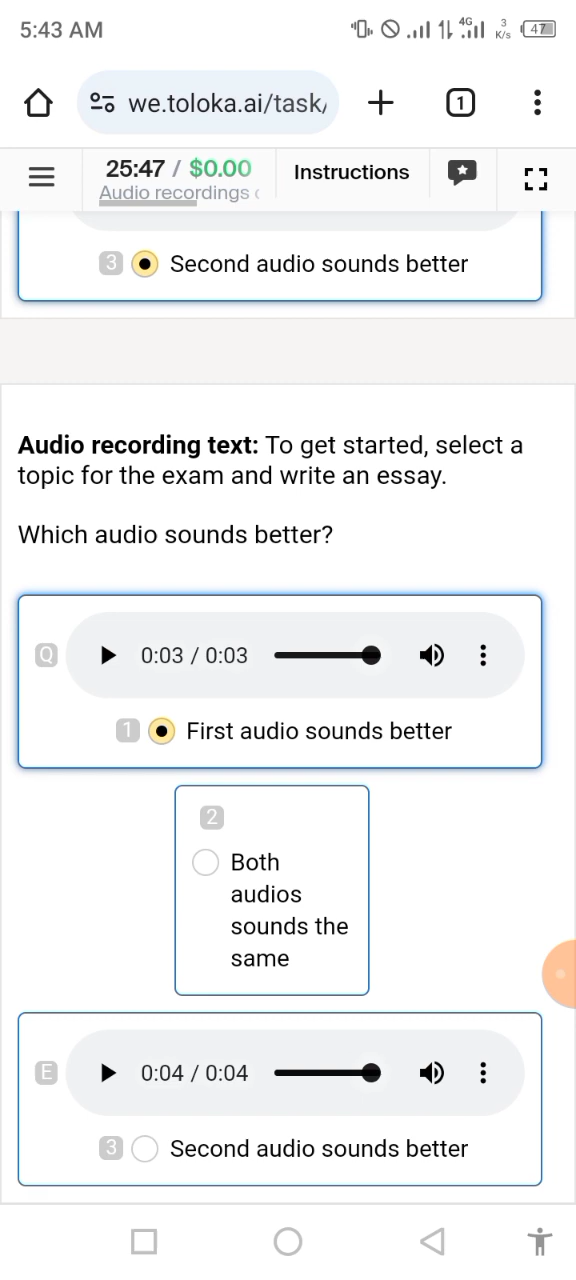 5:43 AM
4G
3
K/s
47
we.toloka.ai/task/
1
25:47 / $0.00
Audio recordings
Instructions
3
Second audio sounds better
Audio recording text: To get started, select a
topic for the exam and write an essay.
Which audio sounds better?
Q
0:03 / 0:03
1
First audio sounds better
2
Both
audios
sounds the
same
E
0:04 / 0:04
3
Second audio sounds better